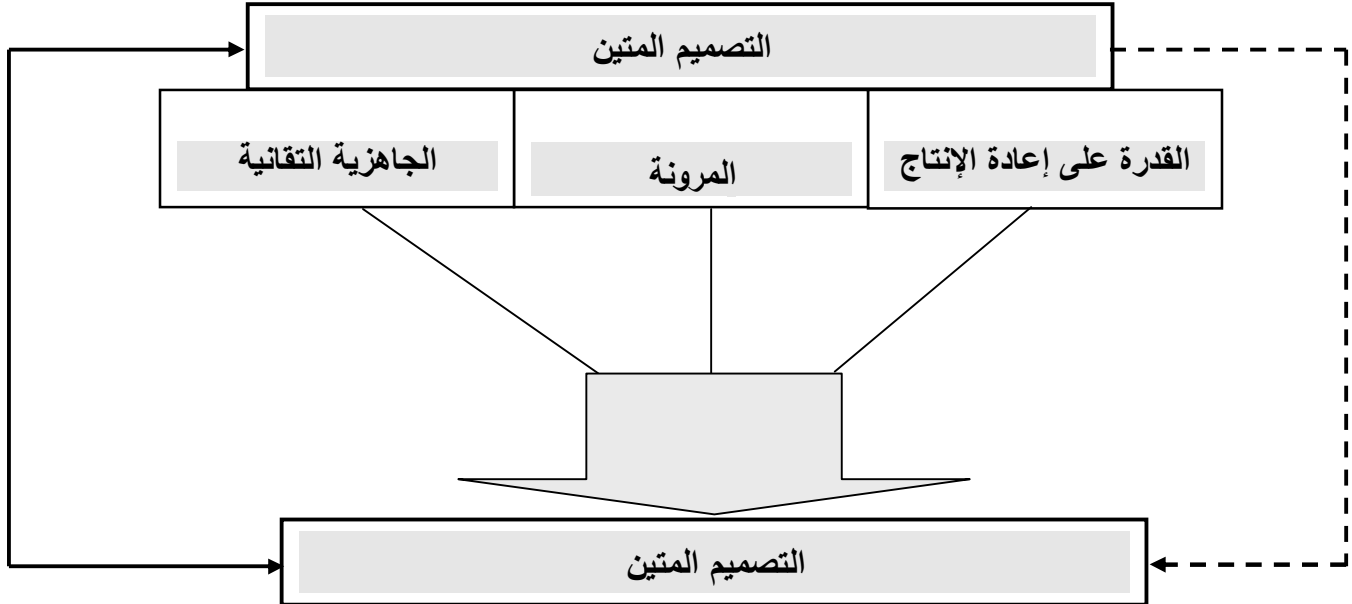 التصميم المتين
القدرة على إعادة الإنتاج
المرونة
الجاهزية التقانية
التصميم المتين